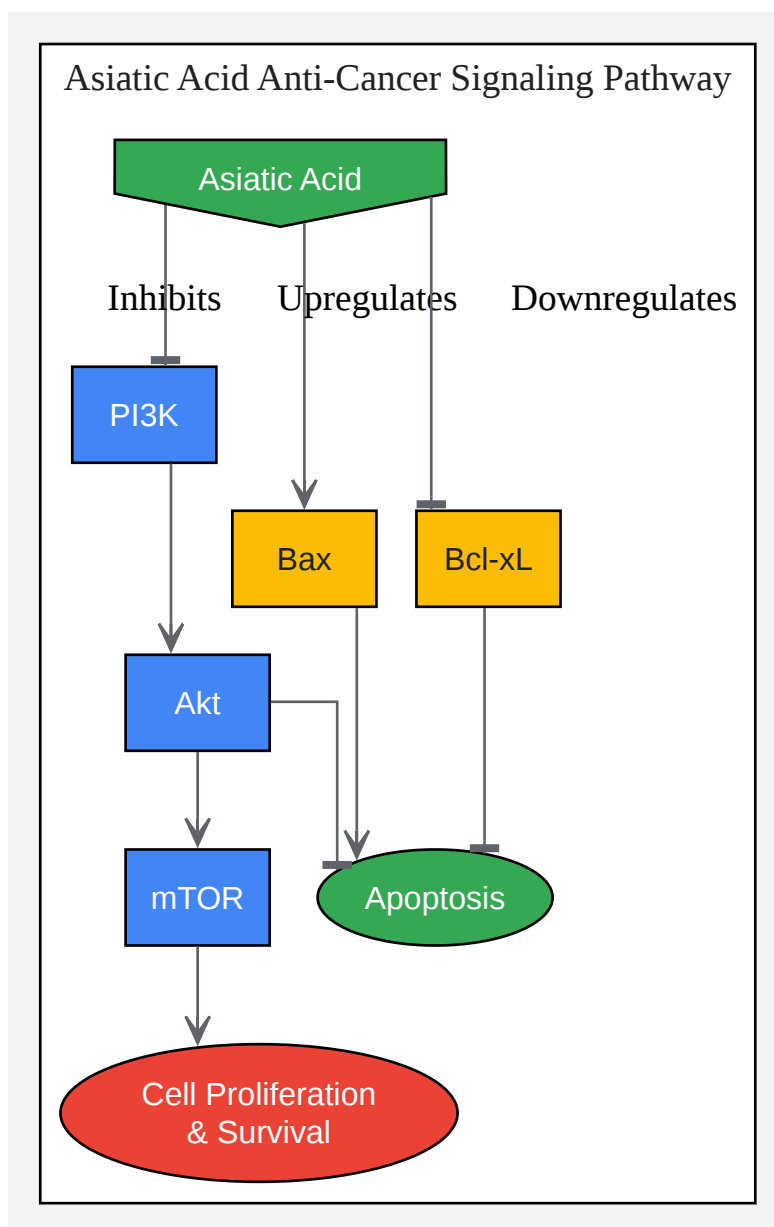 Asiatic Acid Anti-Cancer Signaling Pathway
Asiatic Acid
Inhibits
Upregulates
Downregulates
PI3K
Bax
Bcl-xL
Akt
mTOR
Apoptosis
Cell Proliferation
& Survival